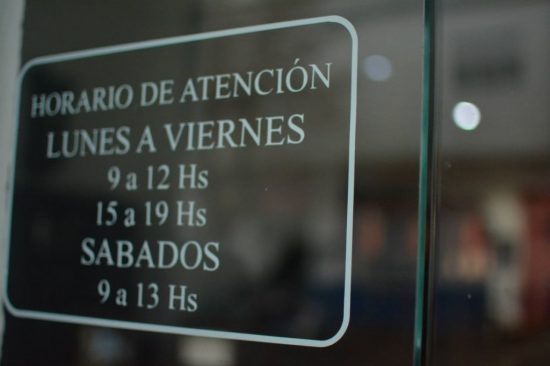 HORARIO DE ATENCIÓN
LUNES A VIERNES
9 a 12 Hs
15 a 19 Hs
SABADOS
9 a 13 Hs